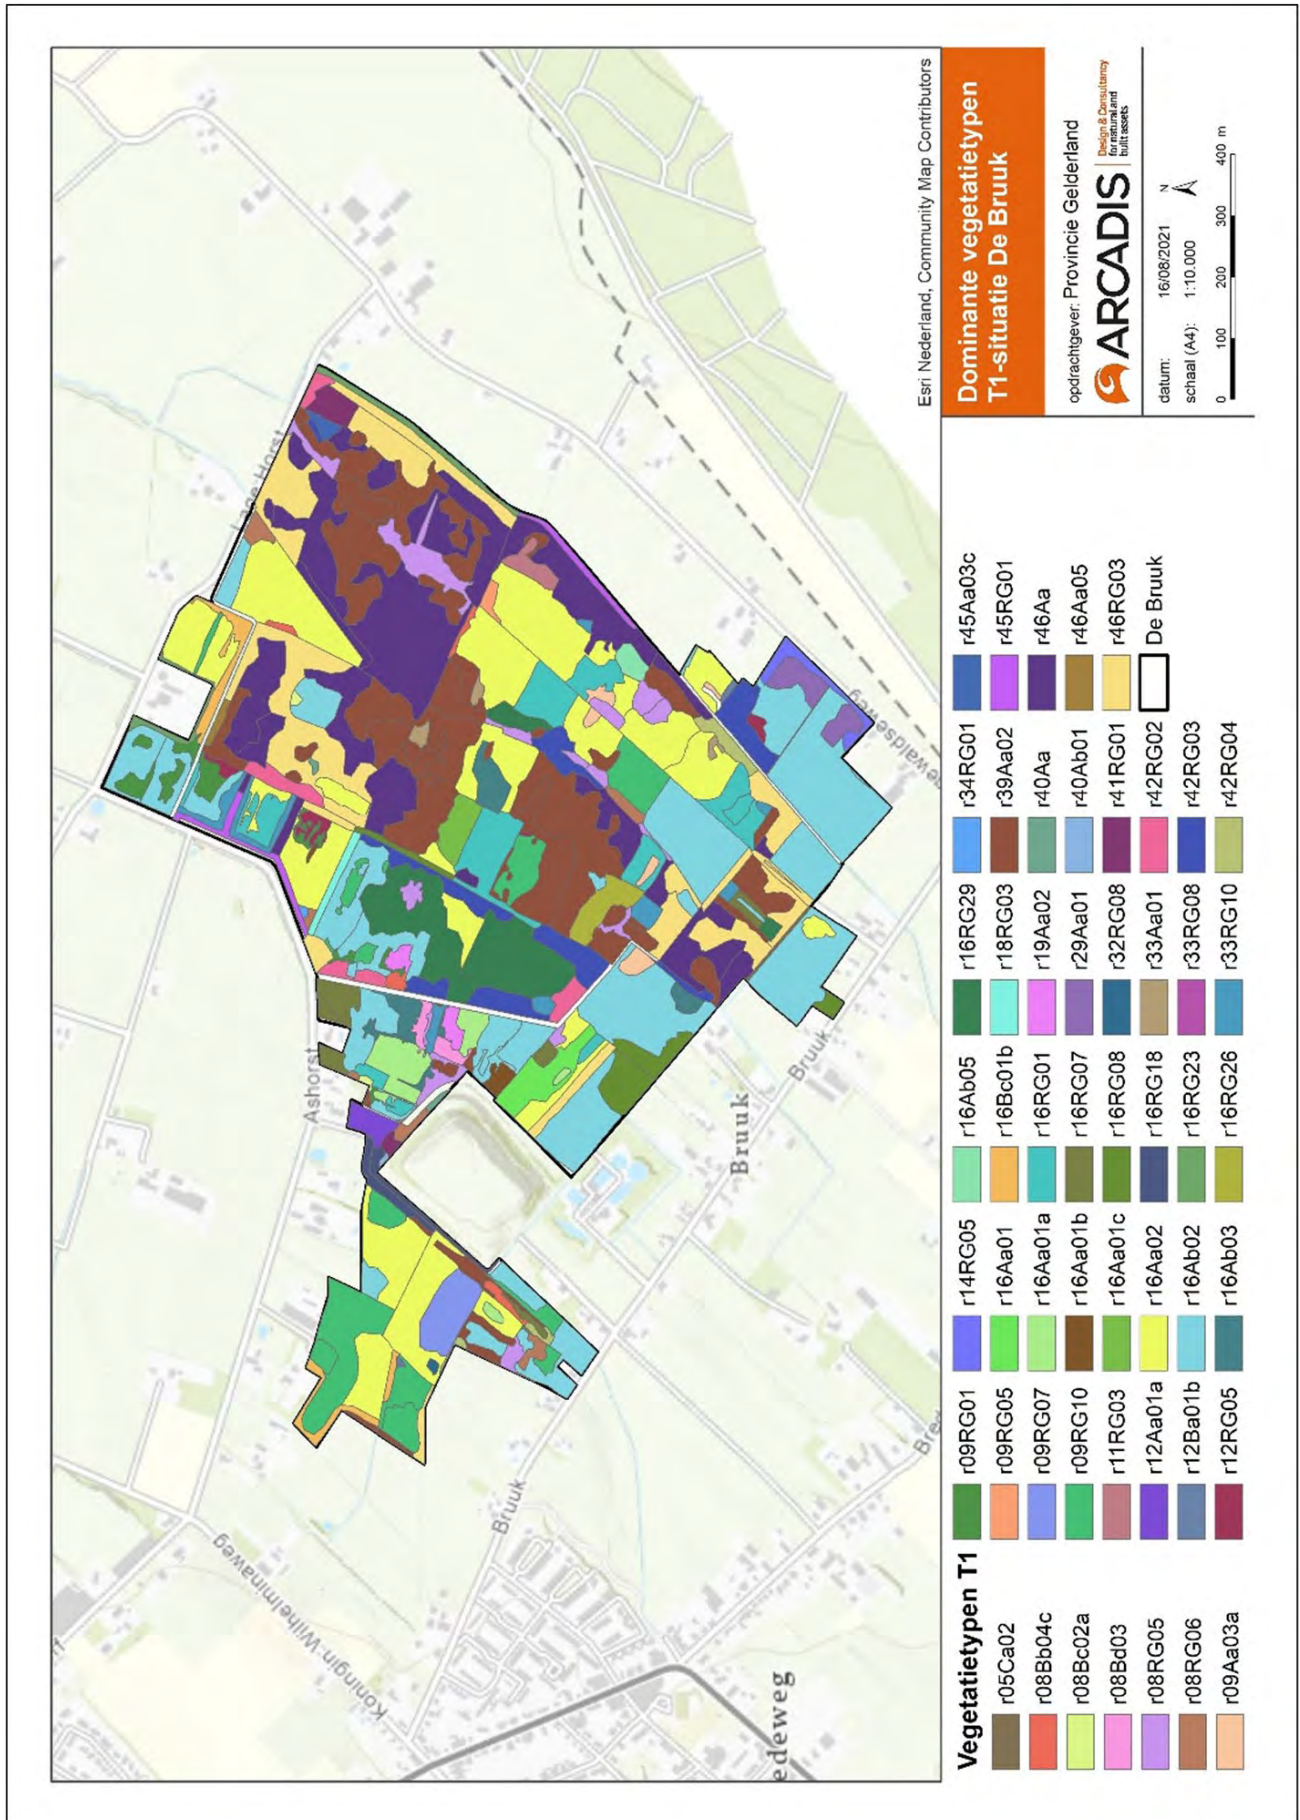 Lage Horst
Ashorst
Bruuk
Bruuk
Bruuk
ewaldseweg
Koningin Wilhelminaweg
Bred
edeweg
Esri Nederland, Community Map Contributors
Dominante vegetatietypen
T1-situatie De Bruuk
opdrachtgever: Provincie Gelderland
ARCADIS
Design & Consultancy
for natural and
built assets
datum: 16/08/2021
N
schaal (A4): 1:10.000
0 100 200 300 400 m
Vegetatietypen T1
r05Ca02
r08Bb04c
r08Bc02a
r08Bd03
r08RG05
r08RG06
r09Aa03a
r09RG01
r09RG05
r09RG07
r09RG10
r11RG03
r12Aa01a
r12Ba01b
r12RG05
r14RG05
r16Aa01
r16Aa01a
r16Aa01b
r16Aa01c
r16Aa02
r16Ab02
r16Ab03
r16Ab05
r16Bc01b
r16RG01
r16RG07
r16RG08
r16RG18
r16RG23
r16RG26
r16RG29
r18RG03
r19Aa02
r29Aa01
r32RG08
r33Aa01
r33RG08
r33RG10
r34RG01
r39Aa02
r40Aa
r40Ab01
r41RG01
r42RG02
r42RG03
r42RG04
r45Aa03c
r45RG01
r46Aa
r46Aa05
r46RG03
De Bruuk